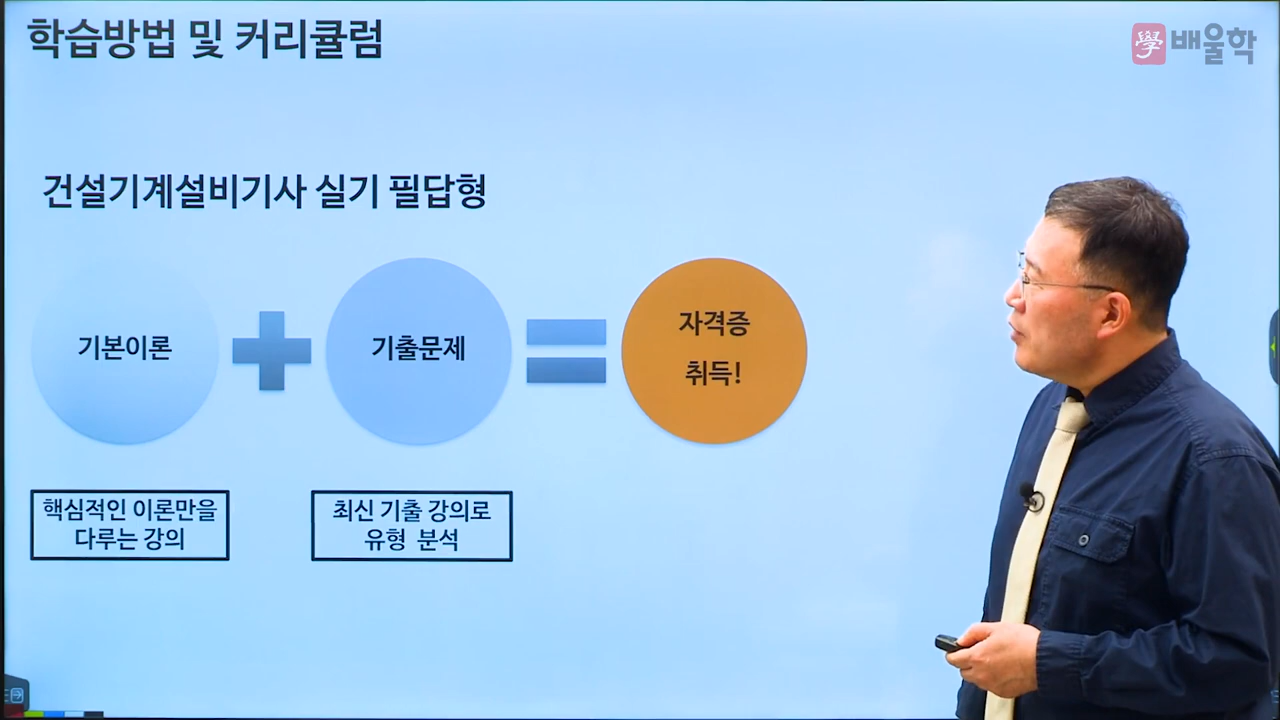 학습방법 및 커리큘럼
學 배울학
건설기계설비기사 실기 필답형
기본이론
기출문제
자격증
취득!
핵심적인 이론만을
다루는 강의
최신 기출 강의로
유형 분석